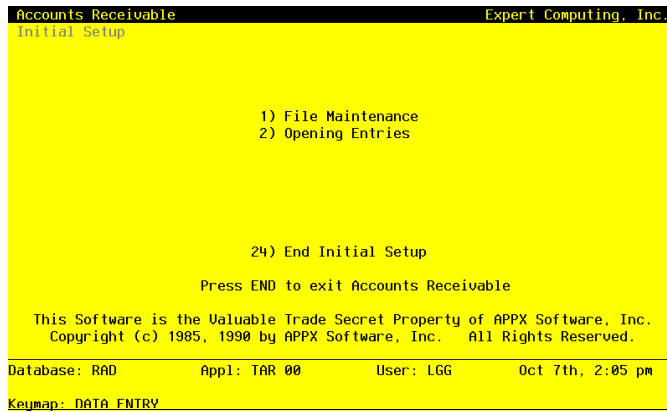 Accounts Receivable Expert Computing, Inc.
Initial Setup
1) File Maintenance
2) Opening Entries
24) End Initial Setup
Press END to exit Accounts Receivable
This Software is the Valuable Trade Secret Property of APPX Software, Inc.
Copyright (c) 1985, 1990 by APPX Software, Inc. All Rights Reserved.
Database: RAD Appl: TAR 00 User: LGG Oct 7th, 2:05 pm
Keymap: DATA ENTRY